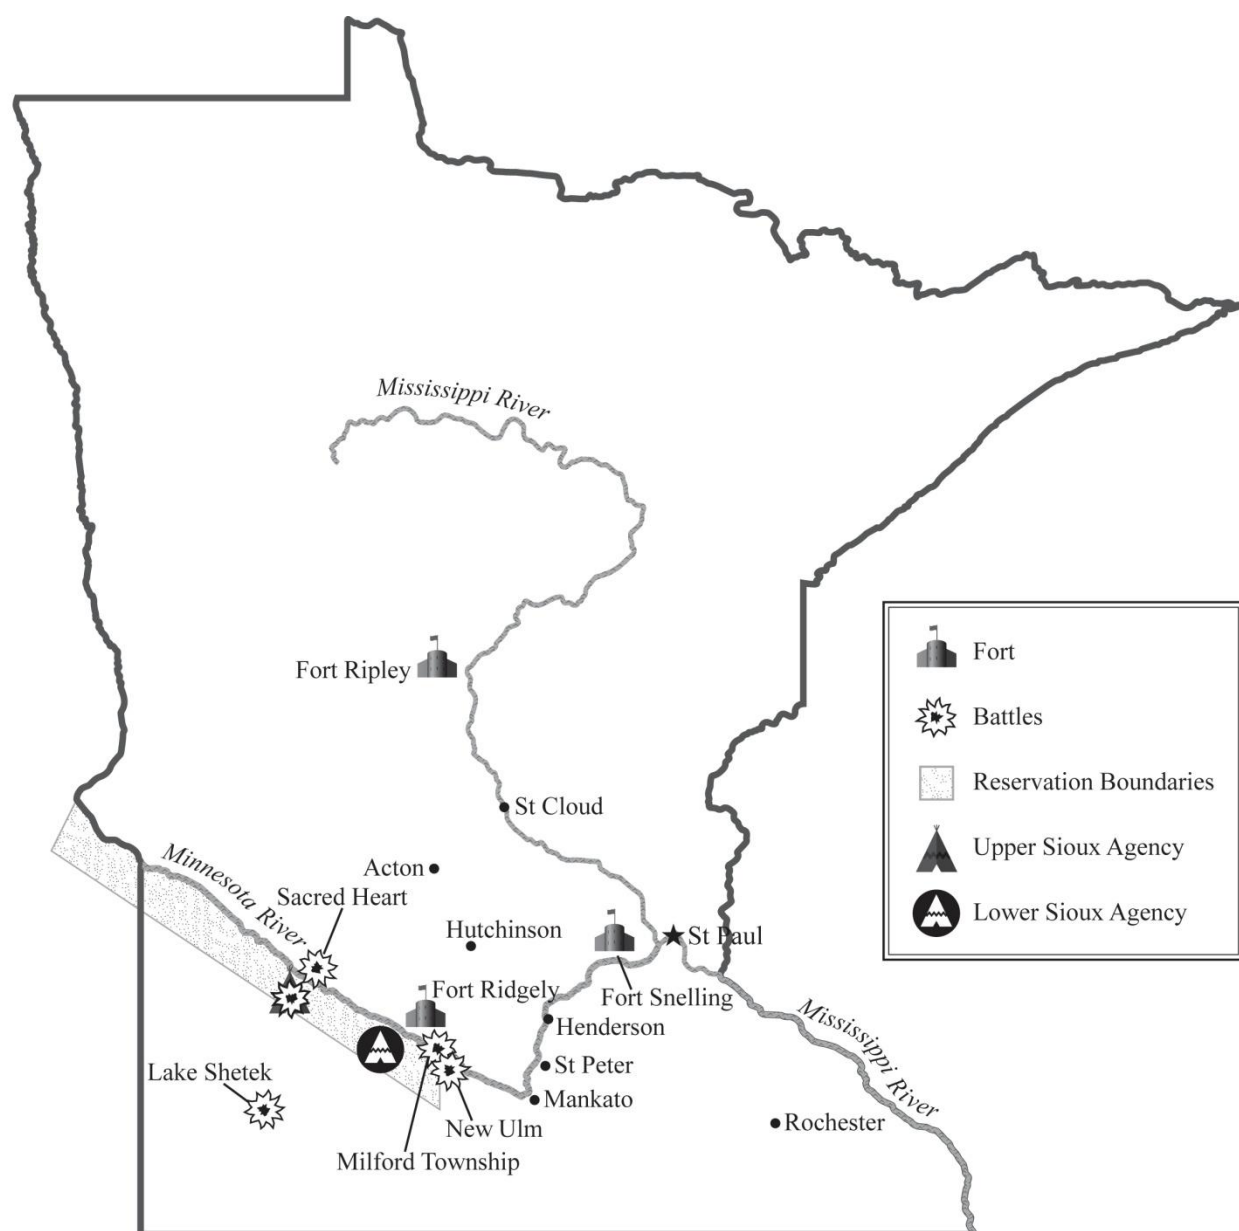 Mississippi River
Fort Ripley
St Cloud
Acton
Minnesota River
Sacred Heart
Hutchinson
St Paul
Fort Ridgely
Fort Snelling
Henderson
Mississippi River
St Peter
Lake Shetek
Mankato
New Ulm
Rochester
Milford Township
Fort
Battles
Reservation Boundaries
Upper Sioux Agency
Lower Sioux Agency